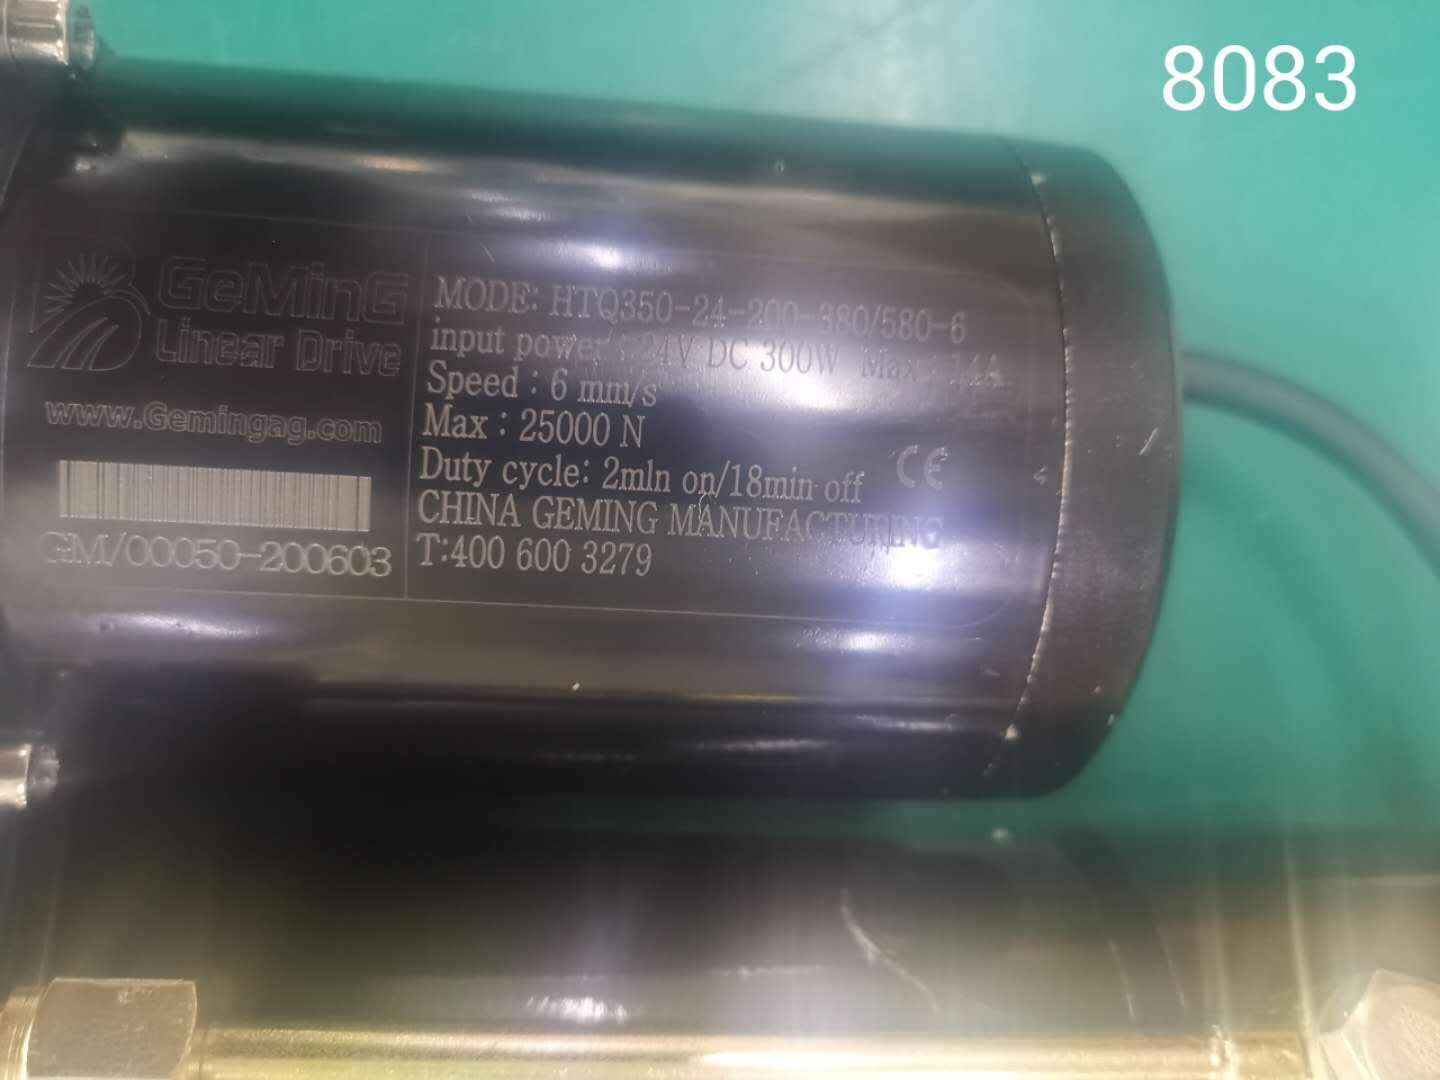 8083
GeMinG
Linear Drive
www.Gemingag.com
GM/00050-200603
MODE: HTQ350-24-200-380/580-6
input power : 24V DC 300W Max: 14A
Speed : 6 mm/s
Max : 25000 N
Duty cycle: 2mln on/18min off
CE
CHINA GEMING MANUFACTURING
T:400 600 3279